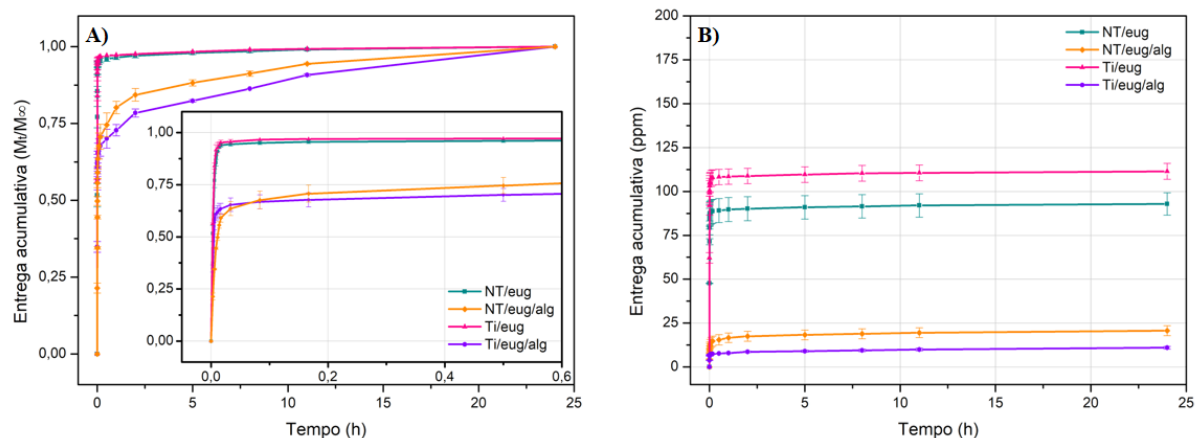 A)
Entrega acumulativa (Mt/M∞)
1,00
0,75
0,50
0,25
0,00
0
5
10
25
Tempo (h)
1,00
0,75
0,50
0,25
0,00
0,0
0,2
0,4
0,6
NT/eug
NT/eug/alg
Ti/eug
Ti/eug/alg
B)
Entrega acumulativa (ppm)
200
175
150
125
100
75
50
25
0
0
5
10
15
20
25
Tempo (h)
NT/eug
NT/eug/alg
Ti/eug
Ti/eug/alg